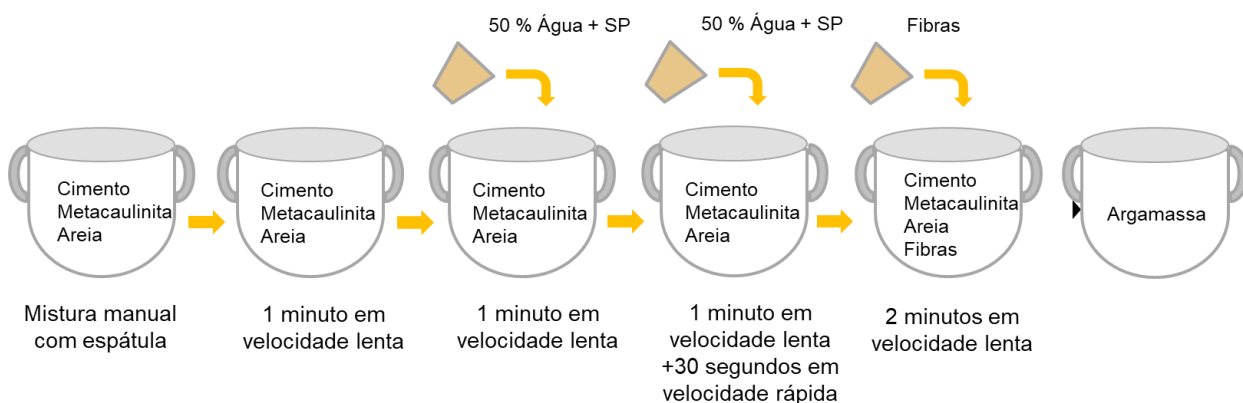 50 % Água + SP
50 % Água + SP
Fibras
Cimento
Metacaulinita
Areia
Cimento
Metacaulinita
Areia
Cimento
Metacaulinita
Areia
Cimento
Metacaulinita
Areia
Cimento
Metacaulinita
Areia
Fibras
Argamassa
Mistura manual
com espátula
1 minuto em
velocidade lenta
1 minuto em
velocidade lenta
1 minuto em
velocidade lenta
+30 segundos em
velocidade rápida
2 minutos em
velocidade lenta